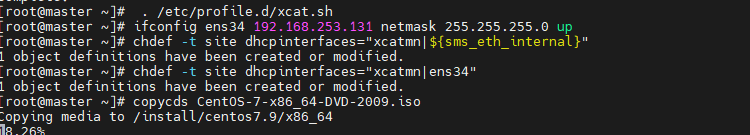 [root@master ~]#  . /etc/profile.d/xcat.sh
[root@master ~]# ifconfig ens34 192.168.253.131 netmask 255.255.255.0 up
[root@master ~]# chdef -t site dhcpinterfaces="xcatmn|${sms_eth_internal}"
1 object definitions have been created or modified.
[root@master ~]# chdef -t site dhcpinterfaces="xcatmn|ens34"
1 object definitions have been created or modified.
[root@master ~]# copycds CentOS-7-x86_64-DVD-2009.iso
Copying media to /install/centos7.9/x86_64
18.26%